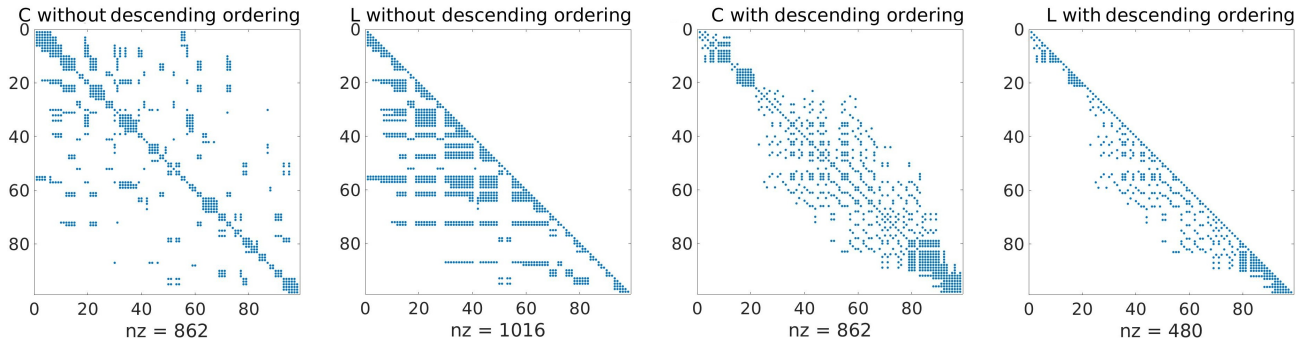 C without descending ordering
0
20
40
60
80
0 20 40 60 80
nz = 862
L without descending ordering
0
20
40
60
80
0 20 40 60 80
nz = 1016
C with descending ordering
0
20
40
60
80
0 20 40 60 80
nz = 862
L with descending ordering
0
20
40
60
80
0 20 40 60 80
nz = 480